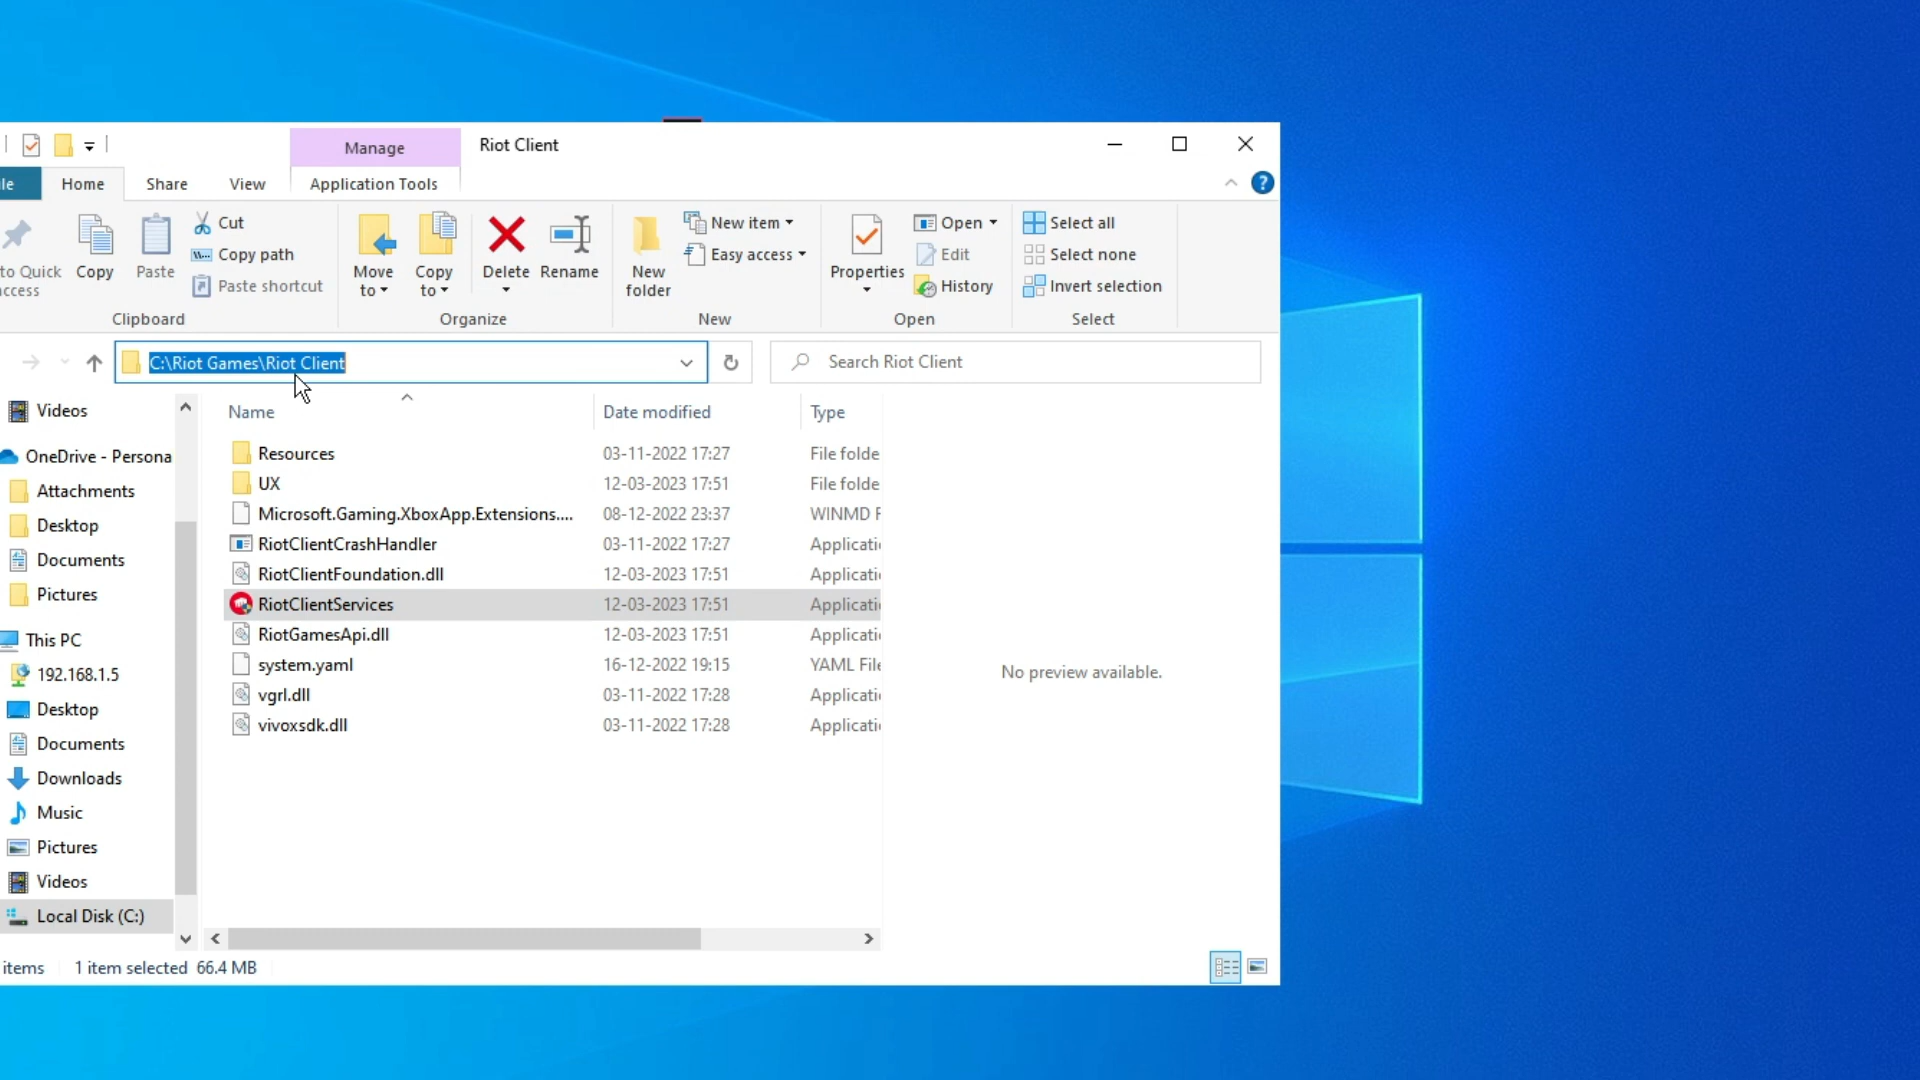 Manage
Riot Client
le
Home
Share
View
Application Tools
to Quick
ccess
Copy
Paste
Cut
Copy path
Paste shortcut
Clipboard
Move
to
Copy
to
Delete
Rename
Organize
New
folder
New item
Easy access
New
Properties
Open
Edit
History
Open
Select all
Select none
Invert selection
Select
C:\Riot Games\Riot Client
Search Riot Client
Videos
OneDrive - Persona
Attachments
Desktop
Documents
Pictures
This PC
192.168.1.5
Desktop
Documents
Downloads
Music
Pictures
Videos
Local Disk (C:)
Name Date modified Type
Resources 03-11-2022 17:27 File folde
UX 12-03-2023 17:51 File folde
Microsoft.Gaming.XboxApp.Extensions.... 08-12-2022 23:37 WINMD F
RiotClientCrashHandler 03-11-2022 17:27 Applicati
RiotClientFoundation.dll 12-03-2023 17:51 Applicati
RiotClientServices 12-03-2023 17:51 Applicati
RiotGamesApi.dll 12-03-2023 17:51 Applicati
system.yaml 16-12-2022 19:15 YAML File
vgrl.dll 03-11-2022 17:28 Applicati
vivoxsdk.dll 03-11-2022 17:28 Applicati
No preview available.
items 1 item selected 66.4 MB